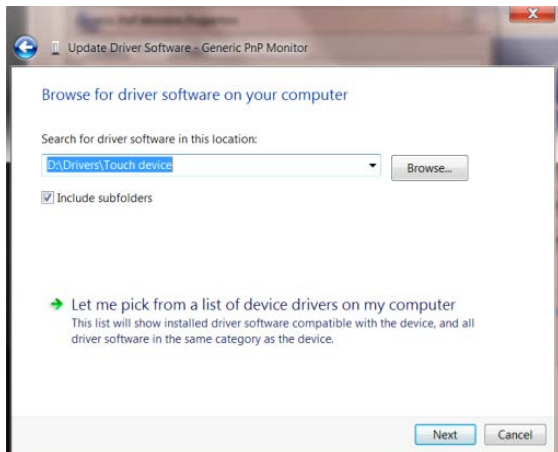 Update Driver Software - Generic PnP Monitor
Browse for driver software on your computer
Search for driver software in this location:
D:\Drivers\Touch device
Browse...
Include subfolders
Let me pick from a list of device drivers on my computer
This list will show installed driver software compatible with the device, and all
driver software in the same category as the device.
Next
Cancel